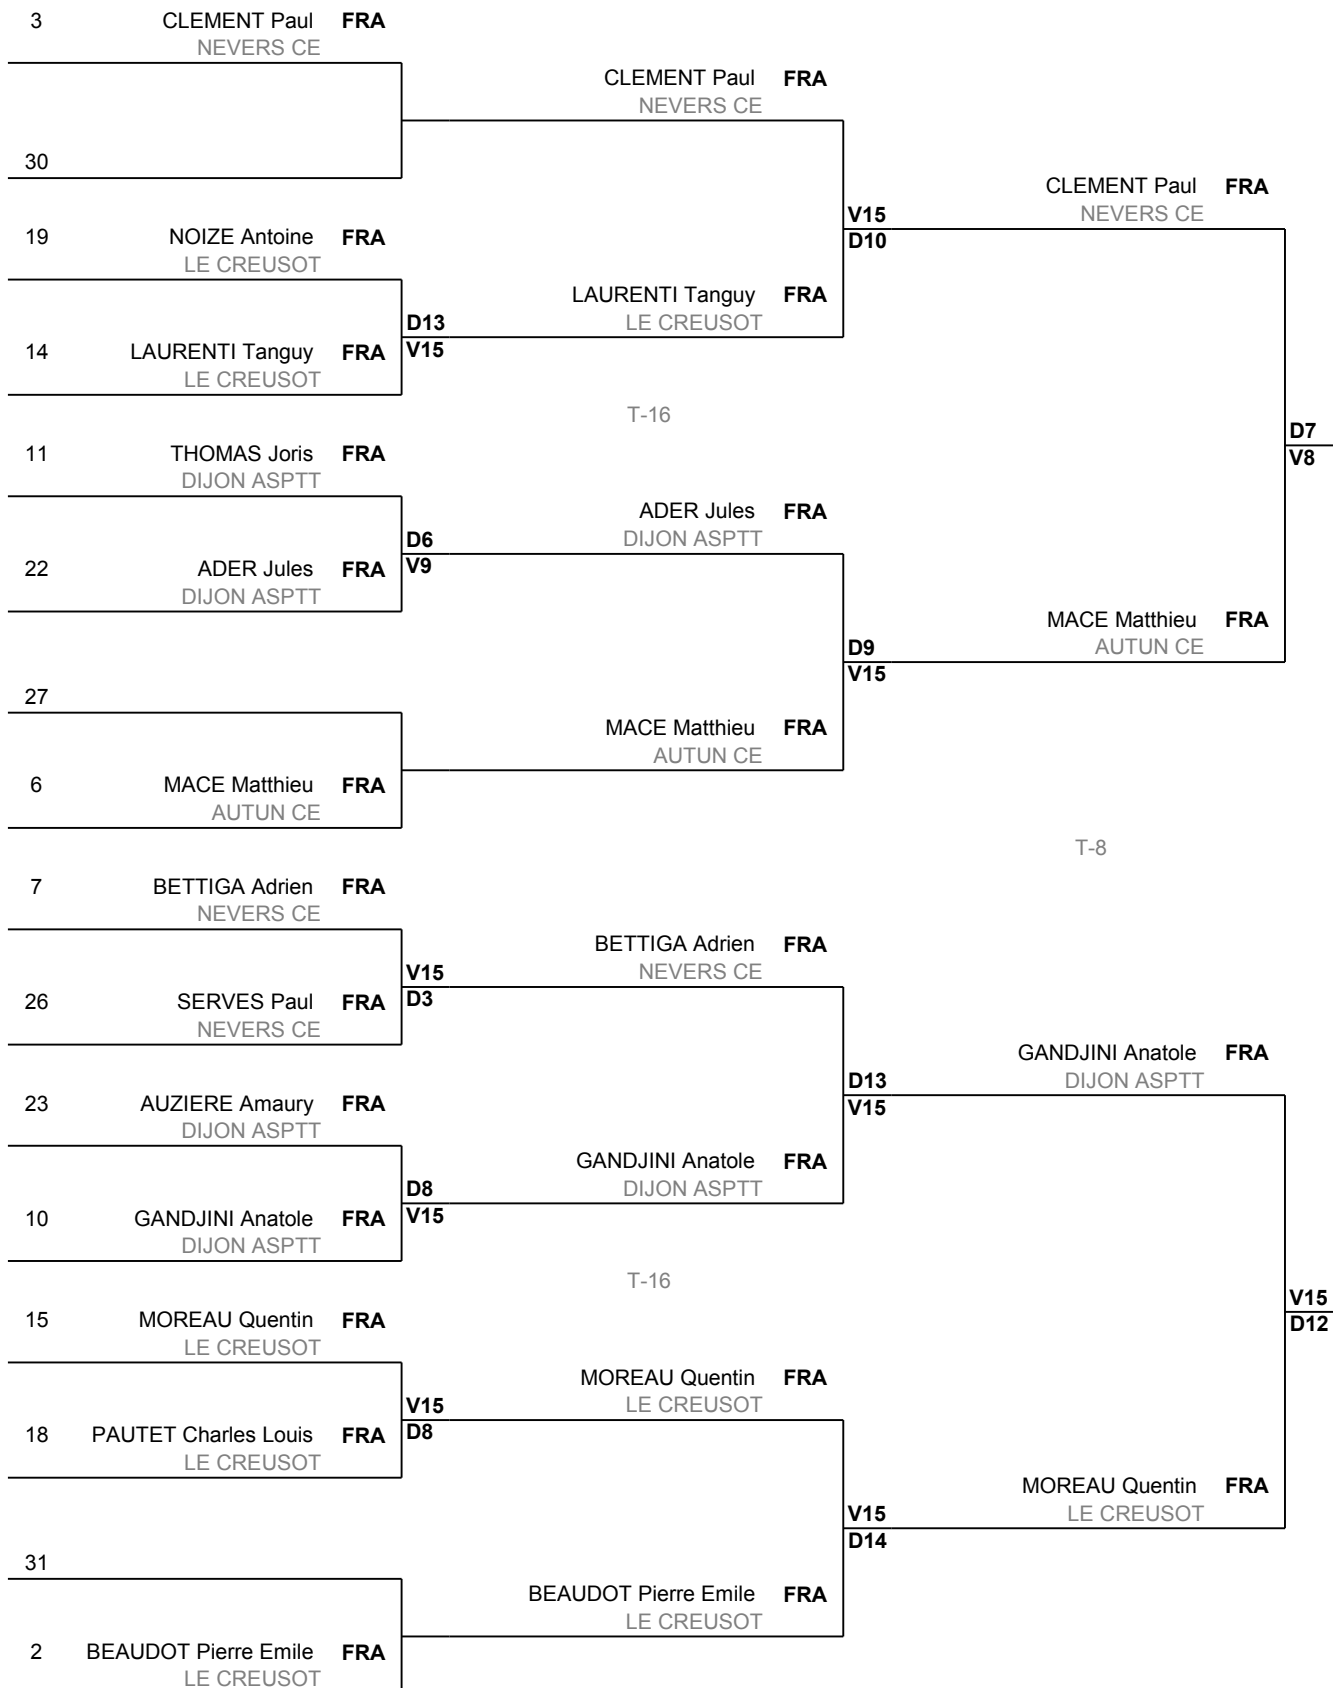 3 CLEMENT Paul FRA
NEVERS CE
CLEMENT Paul FRA
NEVERS CE
30
CLEMENT Paul FRA
NEVERS CE
V15
D10
19 NOIZE Antoine FRA
LE CREUSOT
LAURENTI Tanguy FRA
LE CREUSOT
D13
V15
14 LAURENTI Tanguy FRA
LE CREUSOT
T-16
D7
V8
11 THOMAS Joris FRA
DIJON ASPTT
ADER Jules FRA
DIJON ASPTT
D6
V9
22 ADER Jules FRA
DIJON ASPTT
MACE Matthieu FRA
AUTUN CE
D9
V15
27
MACE Matthieu FRA
AUTUN CE
6 MACE Matthieu FRA
AUTUN CE
T-8
7 BETTIGA Adrien FRA
NEVERS CE
BETTIGA Adrien FRA
NEVERS CE
V15
D3
26 SERVES Paul FRA
NEVERS CE
GANDJINI Anatole FRA
DIJON ASPTT
D13
V15
23 AUZIERE Amaury FRA
DIJON ASPTT
GANDJINI Anatole FRA
DIJON ASPTT
D8
V15
10 GANDJINI Anatole FRA
DIJON ASPTT
T-16
V15
D12
15 MOREAU Quentin FRA
LE CREUSOT
MOREAU Quentin FRA
LE CREUSOT
V15
D8
18 PAUTET Charles Louis FRA
LE CREUSOT
MOREAU Quentin FRA
LE CREUSOT
V15
D14
31
BEAUDOT Pierre Emile FRA
LE CREUSOT
2 BEAUDOT Pierre Emile FRA
LE CREUSOT